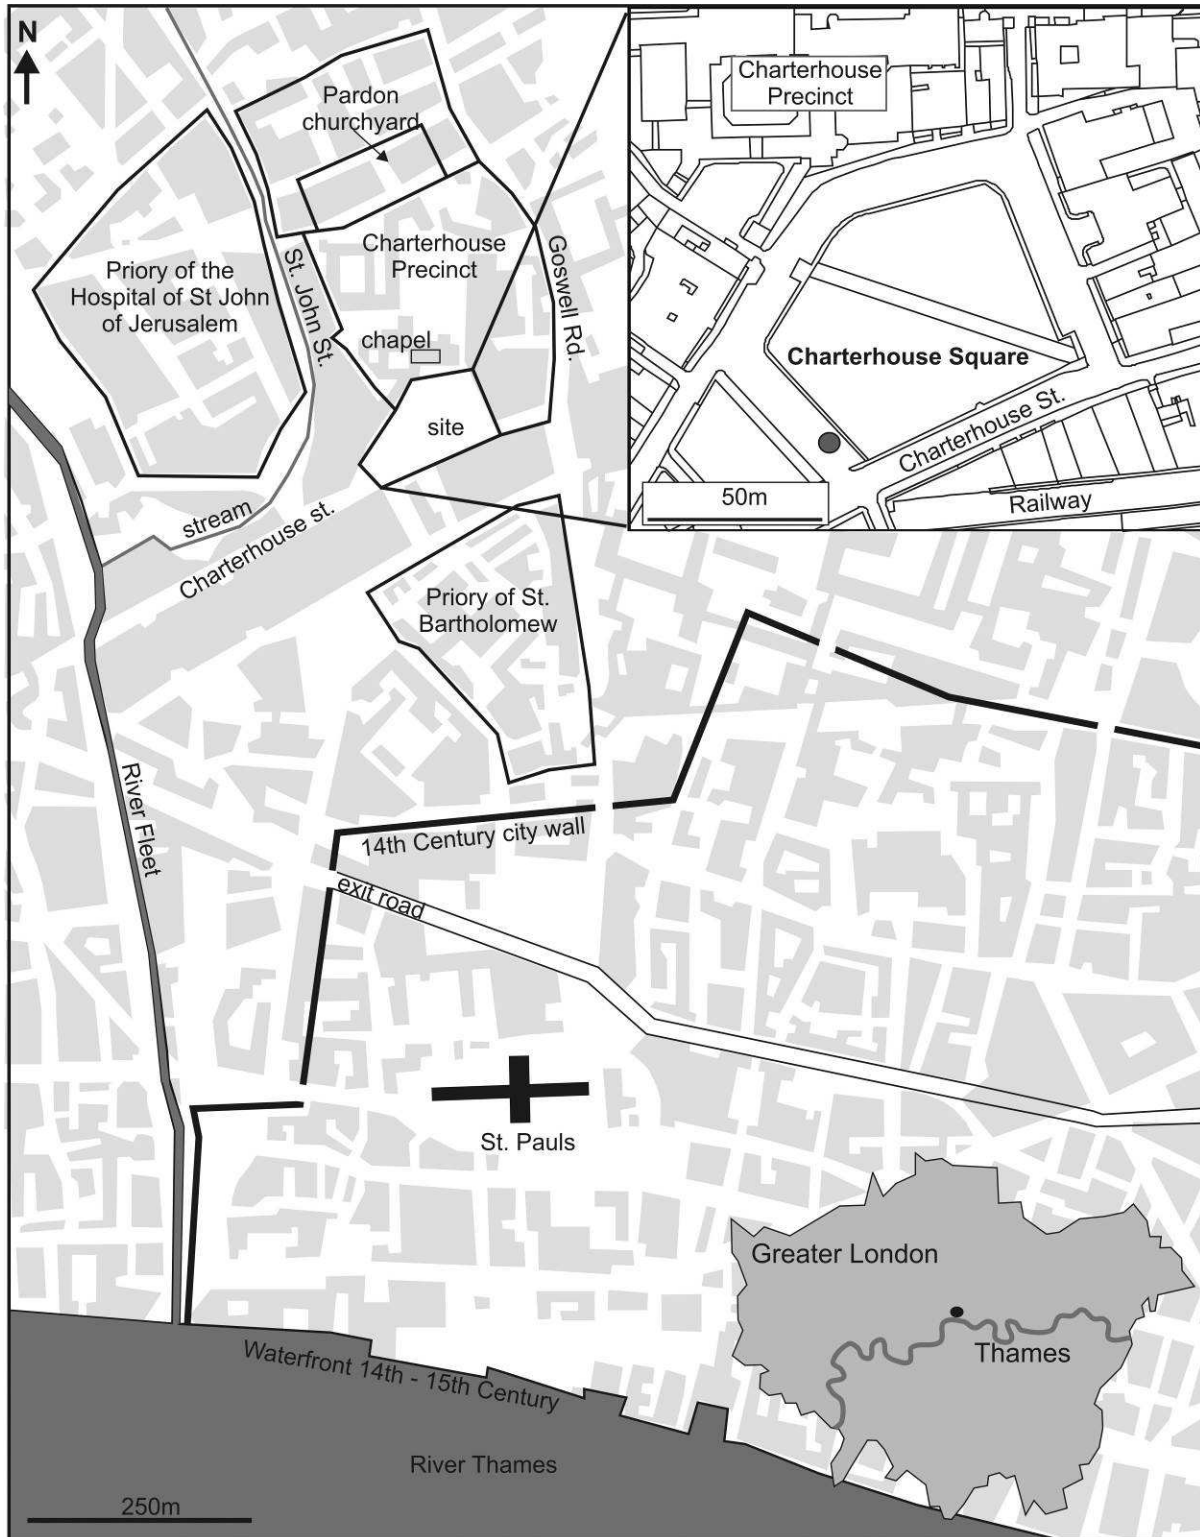 N
Pardon
churchyard
Charterhouse
Precinct
Priory of the
Hospital of St John
of Jerusalem
St. John St.
Charterhouse
Precinct
Goswell Rd.
chapel
site
Charterhouse Square
Charterhouse St.
50m
Railway
stream
Charterhouse st.
Priory of St.
Bartholomew
River Fleet
14th Century city wall
exit road
St. Pauls
Greater London
Thames
Waterfront 14th - 15th Century
River Thames
250m